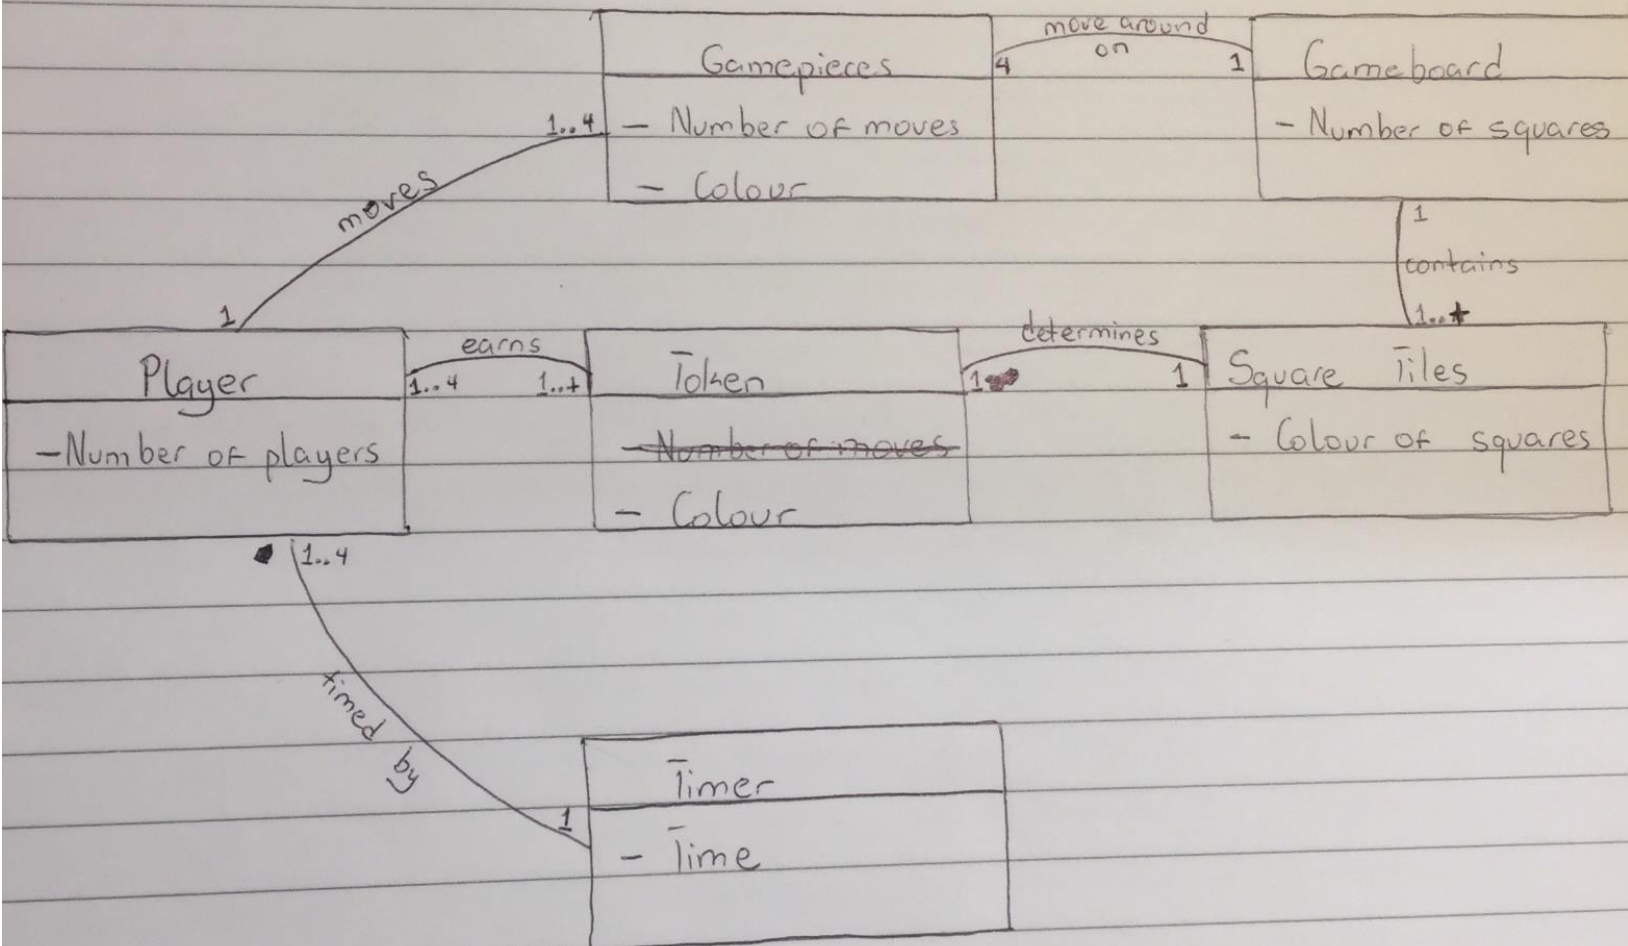 move around
on
Gamepieces
4
1
Gameboard
1..4
- Number of moves
- Number of squares
- Colour
moves
1
contains
1
1..*
earns
determines
Player
1..4
1..*
Token
1
1
Square Tiles
- Number of players
- Number of moves
- Colour of squares
- Colour
1..4
timed by
Timer
1
- Time